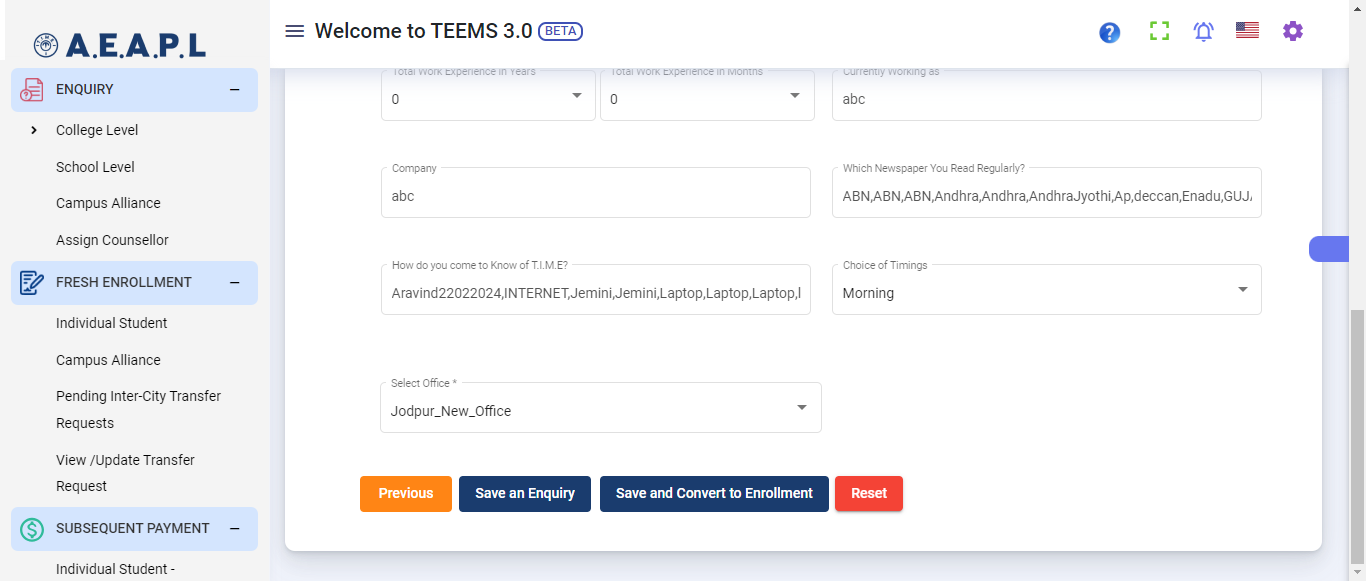 A.E.A.P.L
Welcome to TEEMS 3.0 BETA
ENQUIRY
College Level
School Level
Campus Alliance
Assign Counsellor
FRESH ENROLLMENT
Individual Student
Campus Alliance
Pending Inter-City Transfer
Requests
View /Update Transfer
Request
SUBSEQUENT PAYMENT
Individual Student -
Total Work Experience In Years
0
Total Work Experience In Months
0
Currently Working as
abc
Company
abc
Which Newspaper You Read Regularly?
ABN,ABN,ABN,Andhra,Andhra,AndhraJyothi,Ap,deccan,Enadu,GUJ
How do you come to Know of T.I.M.E?
Aravind22022024,INTERNET,Jemini,Jemini,Laptop,Laptop,Laptop,
Choice of Timings
Morning
Select Office *
Jodpur_New_Office
Previous
Save an Enquiry
Save and Convert to Enrollment
Reset